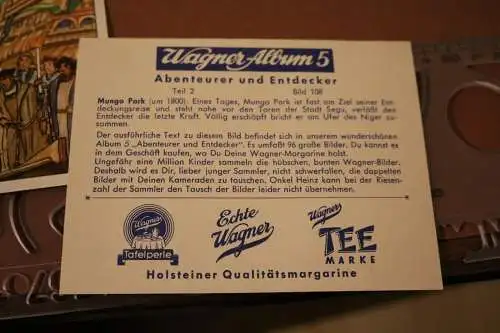 Wagner Album 5
Abenteurer und Entdecker
Teil 2 Bild 108
Mungo Park (um 1800). Eines Tages, Mungo Park ist fast am Ziel seiner Ent-
deckungsreise und steht nahe vor den Toren der Stadt Segu, verläßt den
Entdecker die letzte Kraft. Völlig erschöpft bricht er am Ufer des Niger zu-
sammen.
Der ausführliche Text zu diesem Bild befindet sich in unserem wunderschönen
Album 5 „Abenteurer und Entdecker". Es umfaßt 96 große Bilder. Du kannst es
in dem Geschäft kaufen, wo Du Deine Wagner-Margarine holst.
Ungefähr eine Million Kinder sammeln die hübschen, bunten Wagner-Bilder.
Deshalb wird es Dir, lieber junger Sammler, nicht schwerfallen, die doppelten
Bilder mit Deinen Kameraden zu tauschen. Onkel Heinz kann bei der Riesen-
zahl der Sammler den Tausch der Bilder leider nicht übernehmen.
Wagner
Tafelperle
Echte
Wagner
Wagners
TEE
MARKE
Holsteiner Qualitätsmargarine